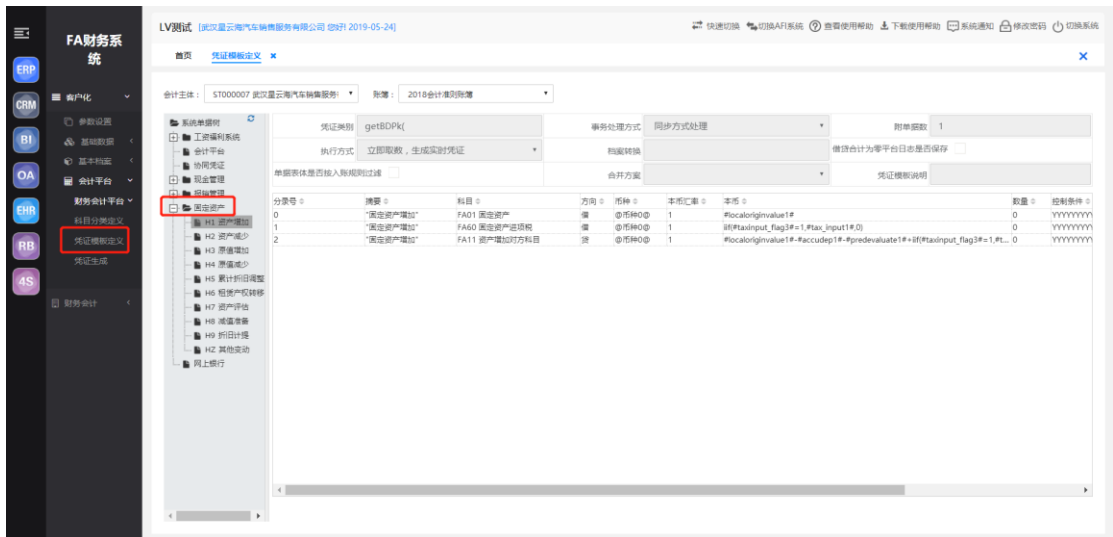 LV测试 [武汉星云海汽车销售服务有限公司 您好! 2019-05-24]
快速切换 切换AFI系统 查看使用帮助 下载使用帮助 系统通知 修改密码 切换系统
FA财务系统
首页 凭证模板定义 ×
ERP
CRM
BI
OA
EHR
RB
4S
客户化
参数设置
基础数据
基本档案
会计平台
财务会计平台
科目分类定义
凭证模板定义
凭证生成
财务会计
会计主体： ST000007 武汉星云海汽车销售服务 账簿： 2018会计准则账簿
系统单据树
工资福利系统
会计平台
协同凭证
现金管理
报销管理
固定资产
H1 资产增加
H2 资产减少
H3 原值增加
H4 原值减少
H5 累计折旧调整
H6 租赁产权转移
H7 资产评估
H8 减值准备
H9 折旧计提
HZ 其他变动
网上银行
凭证类别 getBDPk( 事务处理方式 同步方式处理 附单据数 1
执行方式 立即取数，生成实时凭证 档案转换 借贷合计为零平台日志是否保存
单据表体是否按入账规则过滤 合并方案 凭证模板说明
分录号 摘要 科目 方向 币种 本币汇率 本币 数量 控制条件
0 "固定资产增加" FA01 固定资产 借 @币种0@ 1 #localoriginvalue1# 0 YYYYYYYYY
1 "固定资产增加" FA60 固定资产进项税 借 @币种0@ 1 iif(#taxinput_flag3#=1,#tax_input1#,0) 0 YYYYYYYYY
2 "固定资产增加" FA11 资产增加对方科目 贷 @币种0@ 1 #localoriginvalue1#-#accudep1#-#predevaluate1#+iif(#taxinput_flag3#=1,#t... 0 YYYYYYYYY